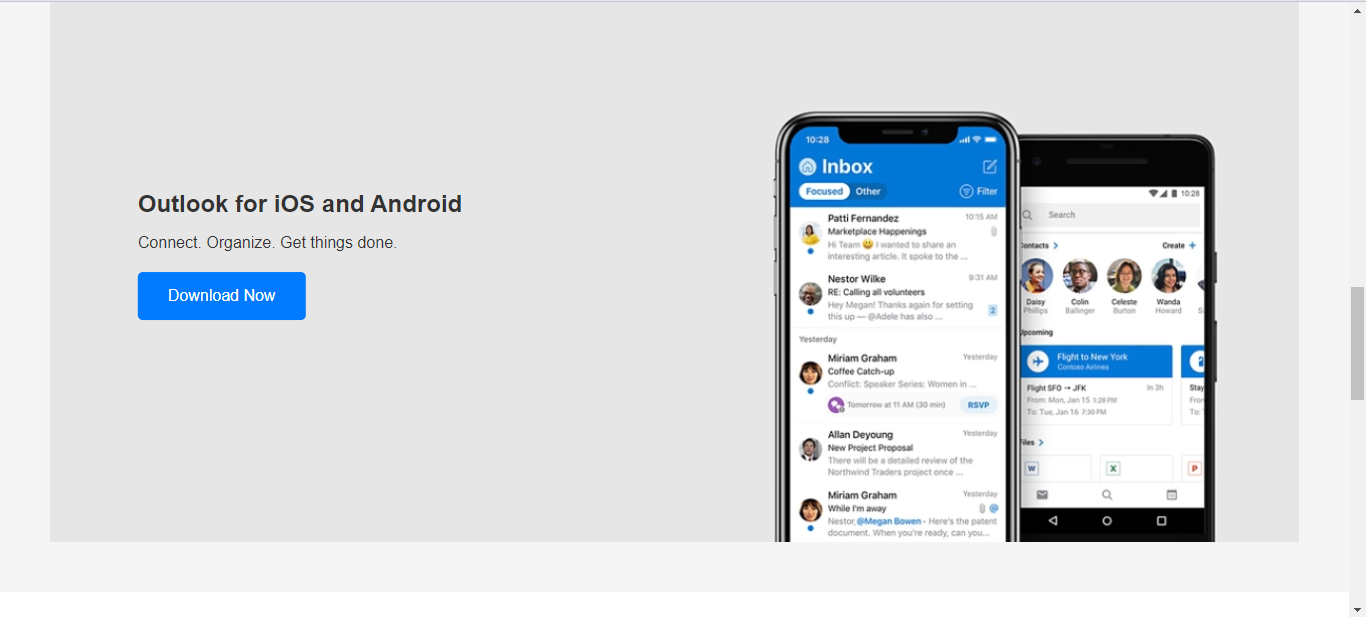 Outlook for iOS and Android
Connect. Organize. Get things done.
Download Now
10:28
Inbox
Focused Other Filter
Patti Fernandez 10:15 AM
Marketplace Happenings
Hi Team 😃 I wanted to share an
interesting article. It spoke to the ...
Nestor Wilke 9:31 AM
RE: Calling all volunteers
Hey Megan! Thanks again for setting
this up — @Adele has also ... 2
Yesterday
Miriam Graham Yesterday
Coffee Catch-up
Conflict: Speaker Series: Women in ...
Tomorrow at 11 AM (30 min) RSVP
Allan Deyoung Yesterday
New Project Proposal
There will be a detailed review of the
Northwind Traders project once ...
Miriam Graham Yesterday
While I'm away @
Nestor, @Megan Bowen - Here's the patent
document. When you're ready, can you...
10:28
Search
ontacts Create +
Daisy Colin Celeste Wanda
Phillips Ballinger Burton Howard S
Upcoming
Flight to New York
Contoso Airlines
Flight SFO → JFK In 3h Stay
From: Mon, Jan 15 1:28 PM Fron
To: Tue, Jan 16 7:30 PM To:
Files
W X P